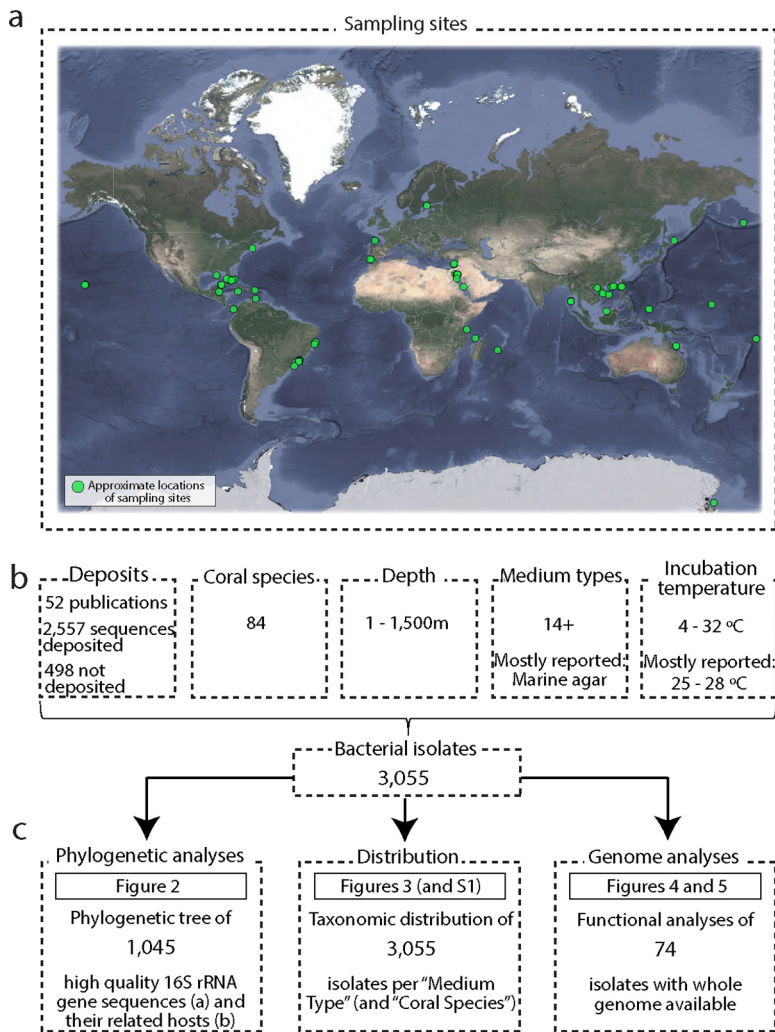 a
Sampling sites
Approximate locations
of sampling sites
b
Deposits
52 publications
2,557 sequences
deposited
498 not
deposited
Coral species
84
Depth
1 - 1,500m
Medium types
14+
Mostly reported:
Marine agar
Incubation
temperature
4 - 32 ºC
Mostly reported:
25 - 28 ºC
Bacterial isolates
3,055
c
Phylogenetic analyses
Figure 2
Phylogenetic tree of
1,045
high quality 16S rRNA
gene sequences (a) and
their related hosts (b)
Distribution
Figures 3 (and S1)
Taxonomic distribution of
3,055
isolates per “Medium
Type” (and “Coral Species”)
Genome analyses
Figures 4 and 5
Functional analyses of
74
isolates with whole
genome available